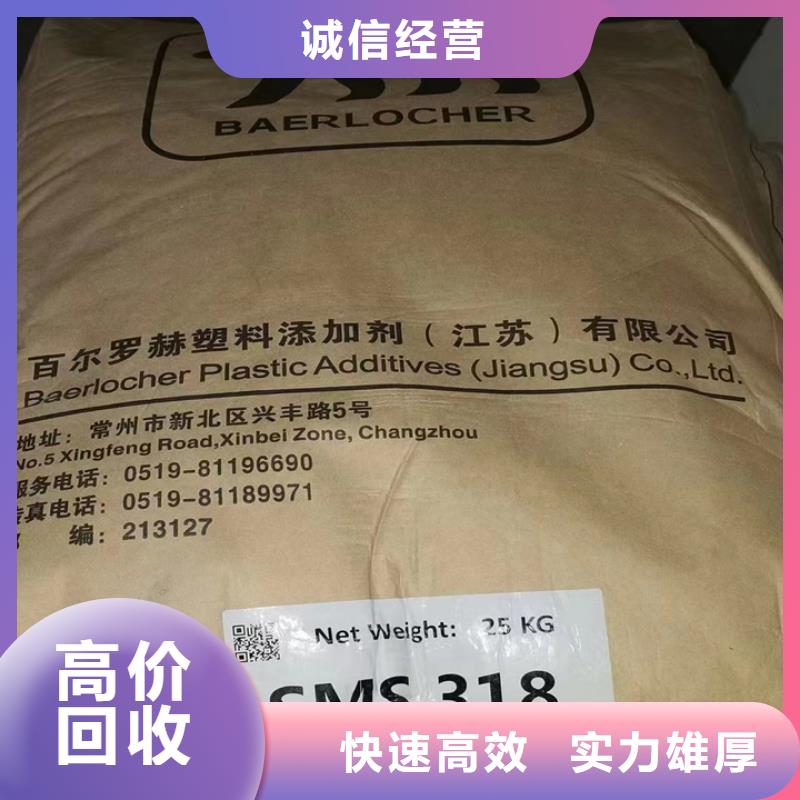 诚信经营
BAERLOCHER
百尔罗赫塑料添加剂（江苏）有限公司
Baerlocher Plastic Additives (Jiangsu) Co.,Ltd.
地址：常州市新北区兴丰路5号
No.5 Xingfeng Road,Xinbei Zone, Changzhou
服务电话：0519-81196690
传真电话：0519-81189971
编：213127
Net Weight: 25 KG
SMS 318
高价
回收
快速高效 实力雄厚